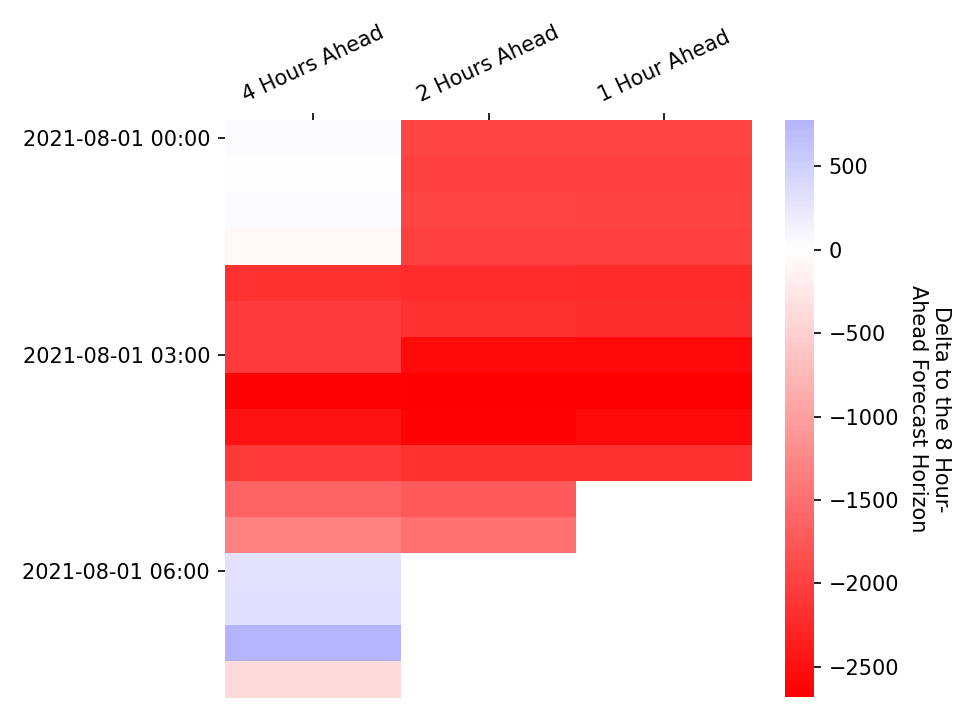 4 Hours Ahead
2 Hours Ahead
1 Hour Ahead
2021-08-01 00:00
2021-08-01 03:00
2021-08-01 06:00
500
0
−500
−1000
−1500
−2000
−2500
Delta to the 8 Hour-
Ahead Forecast Horizon